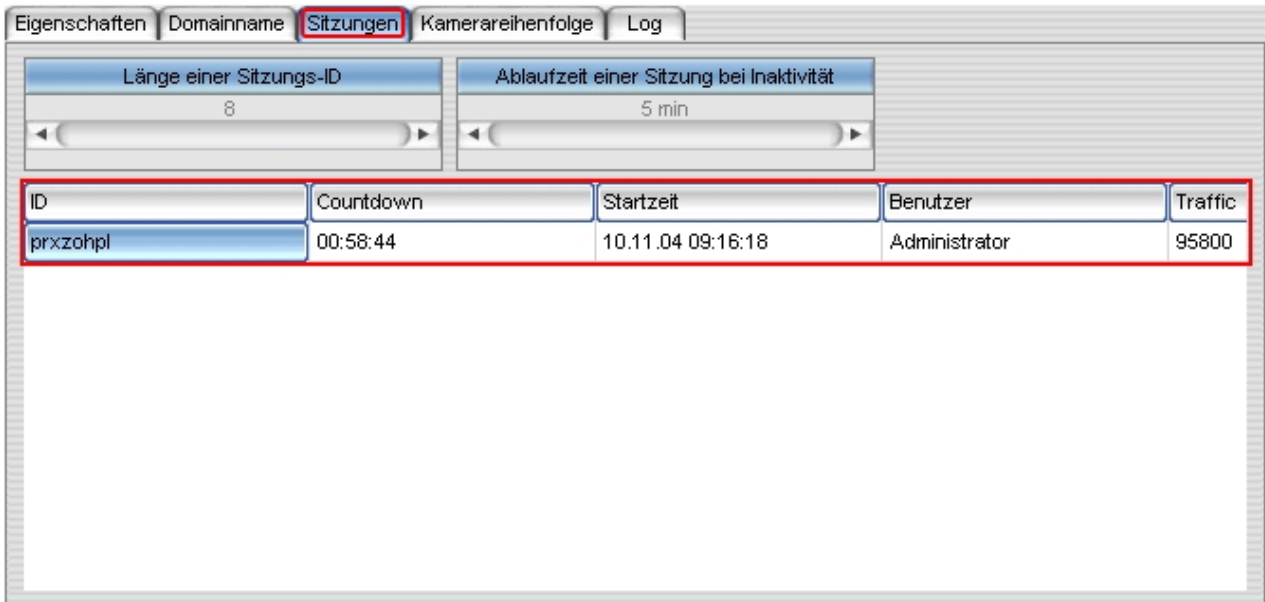 Eigenschaften Domainname Sitzungen Kamerareihenfolge Log
Länge einer Sitzungs-ID Ablaufzeit einer Sitzung bei Inaktivität
8 5 min
ID Countdown Startzeit Benutzer Traffic
prxzohpl 00:58:44 10.11.04 09:16:18 Administrator 95800